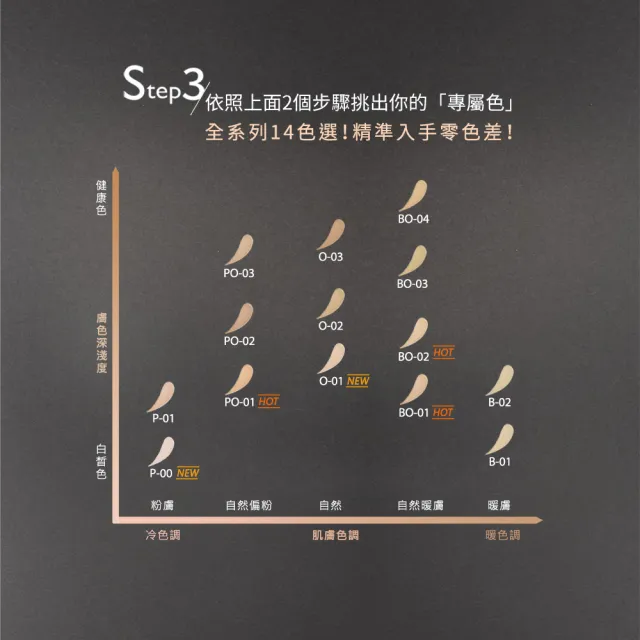 Step3
依照上面2個步驟挑出你的「專屬色」
全系列14色選!精準入手零色差!
健康色
膚色深淺度
白皙色
BO-04
PO-03
O-03
BO-03
PO-02
O-02
BO-02 HOT
O-01 NEW
PO-01 HOT
BO-01 HOT
B-02
P-01
B-01
P-00 NEW
粉膚
自然偏粉
自然
自然暖膚
暖膚
冷色調
肌膚色調
暖色調